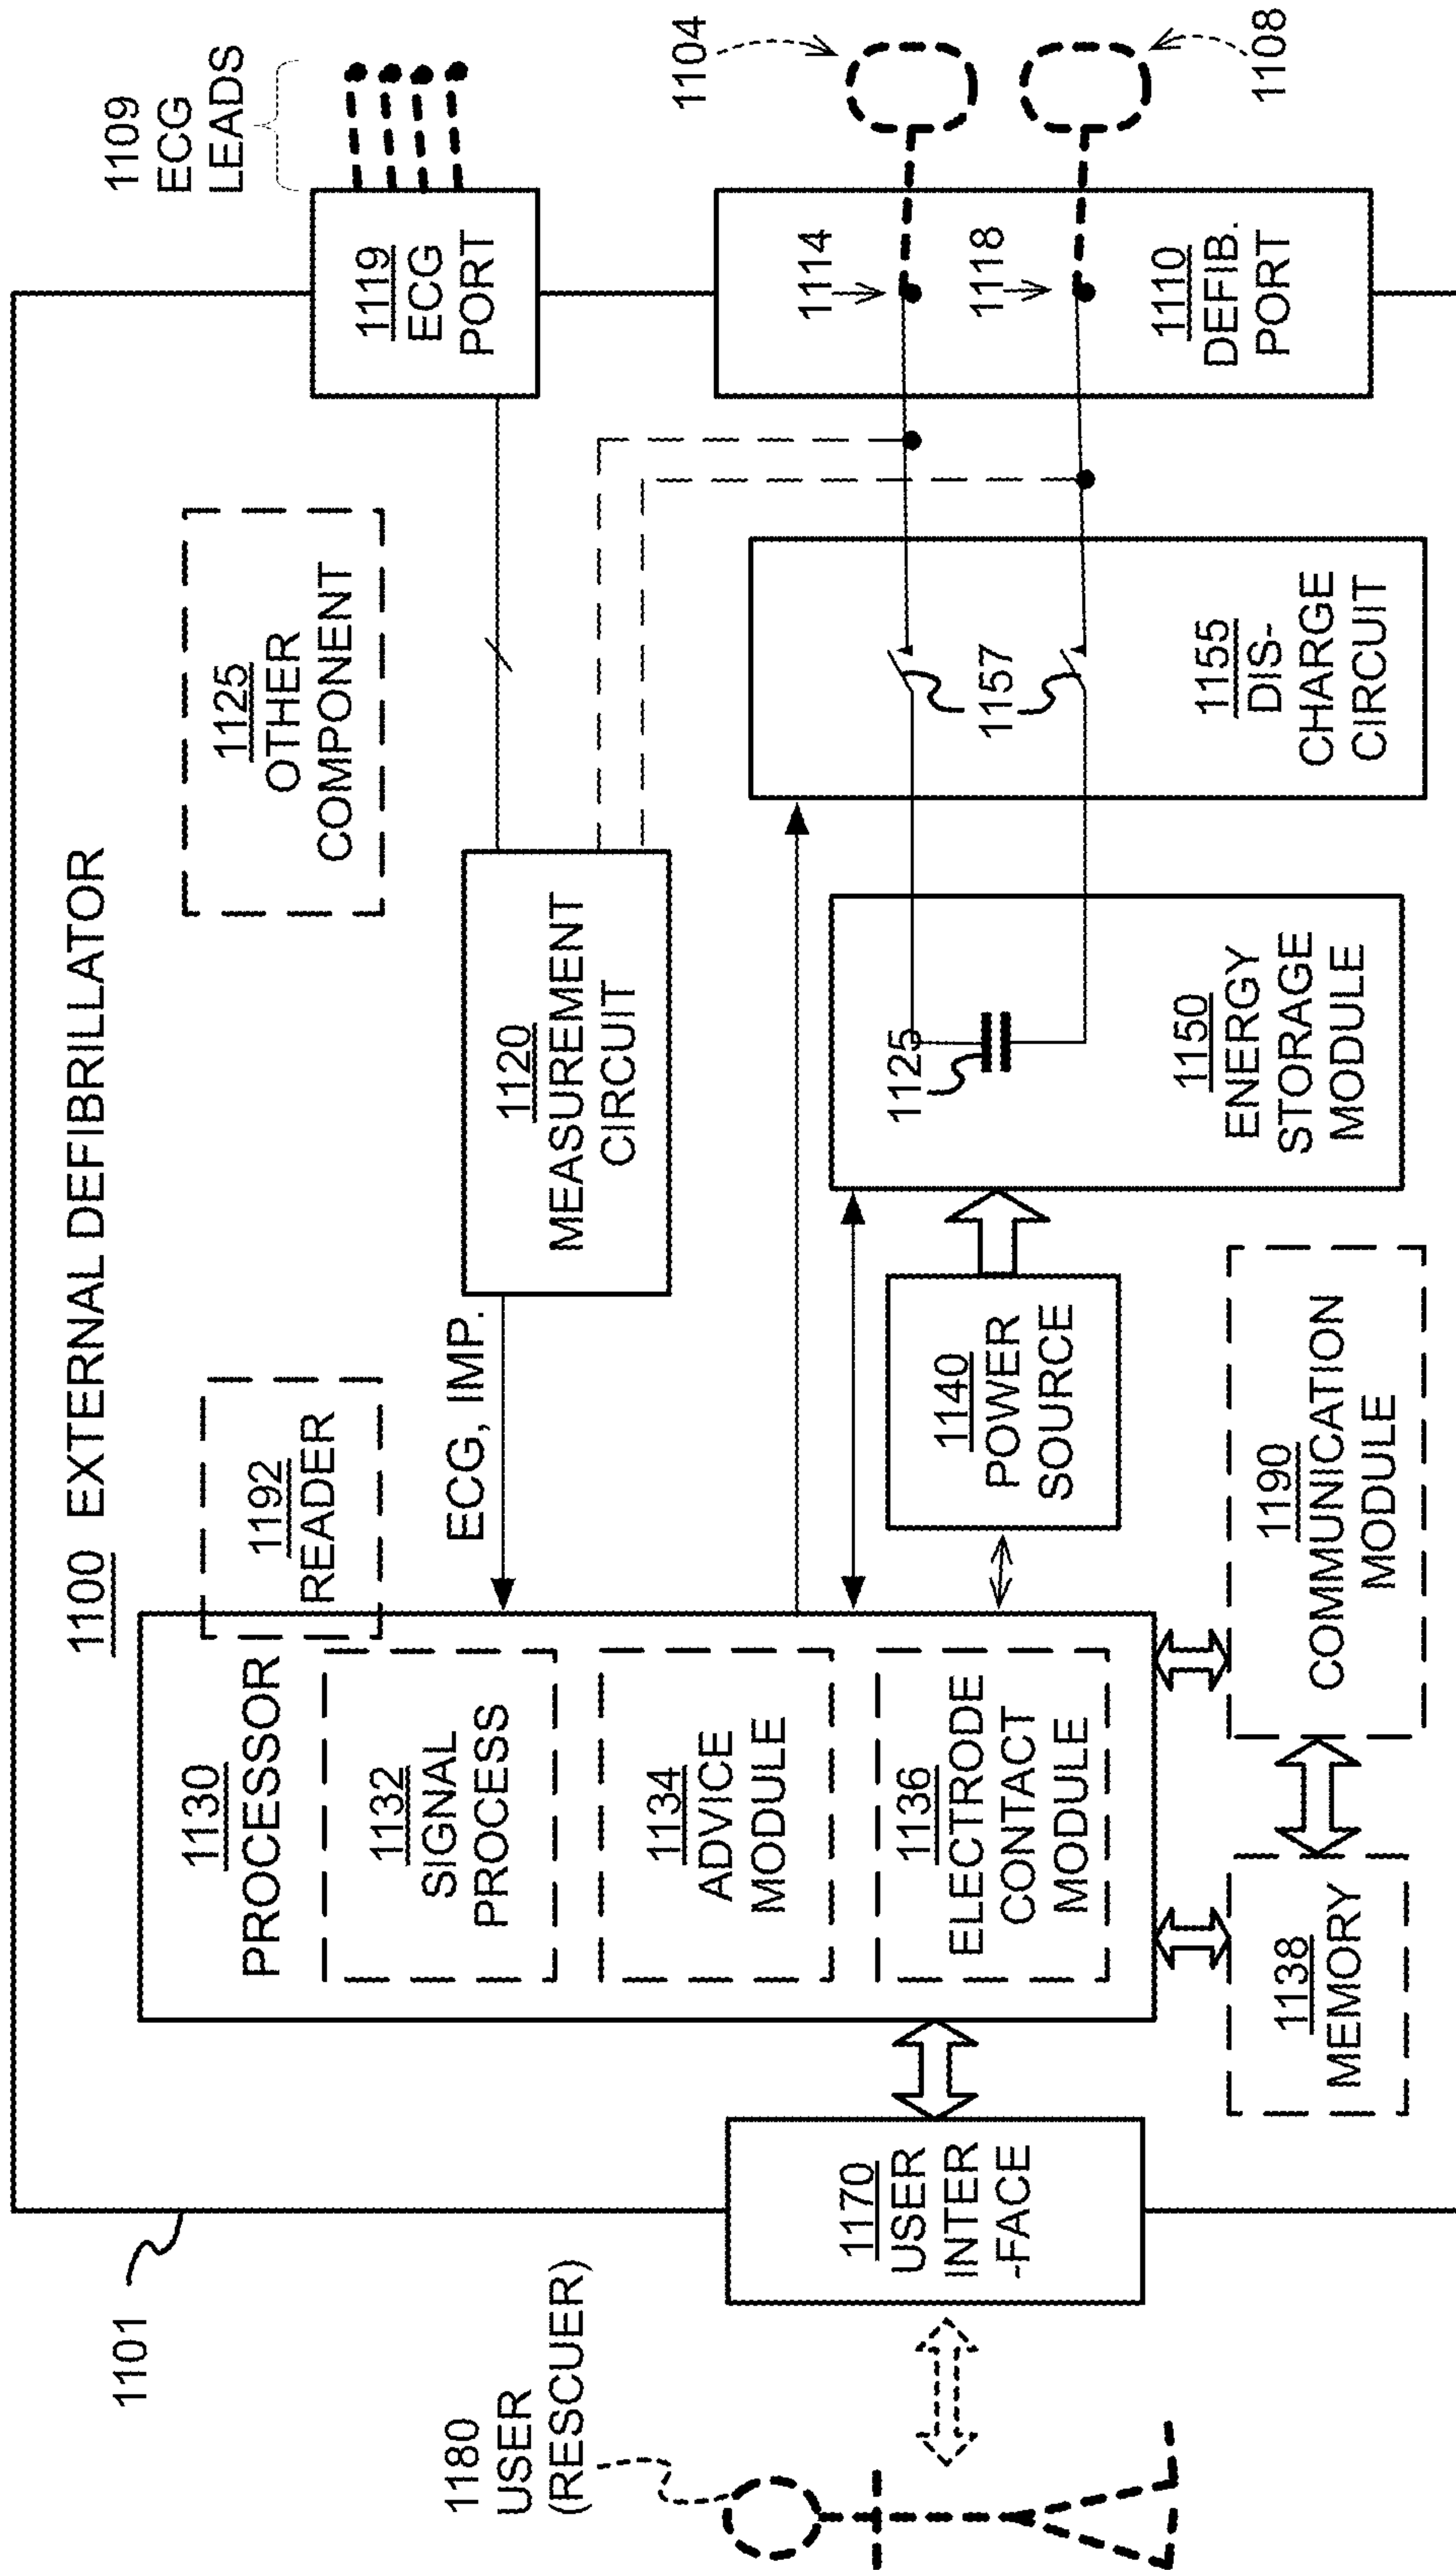 1100 EXTERNAL DEFIBRILLATOR
1101
1109
ECG
LEADS
1119
ECG
PORT
1125
OTHER
COMPONENT
1192
READER
1130
PROCESSOR
1132
SIGNAL
PROCESS
1134
ADVICE
MODULE
1136
ELECTRODE
CONTACT
MODULE
ECG, IMP.
1120
MEASUREMENT
CIRCUIT
1180
USER
(RESCUER)
1170
USER
INTER
-FACE
1140
POWER
SOURCE
1125
1150
ENERGY
STORAGE
MODULE
1157
1155
DIS-
CHARGE
CIRCUIT
1114
1118
1110
DEFIB.
PORT
1104
1108
1138
MEMORY
1190
COMMUNICATION
MODULE